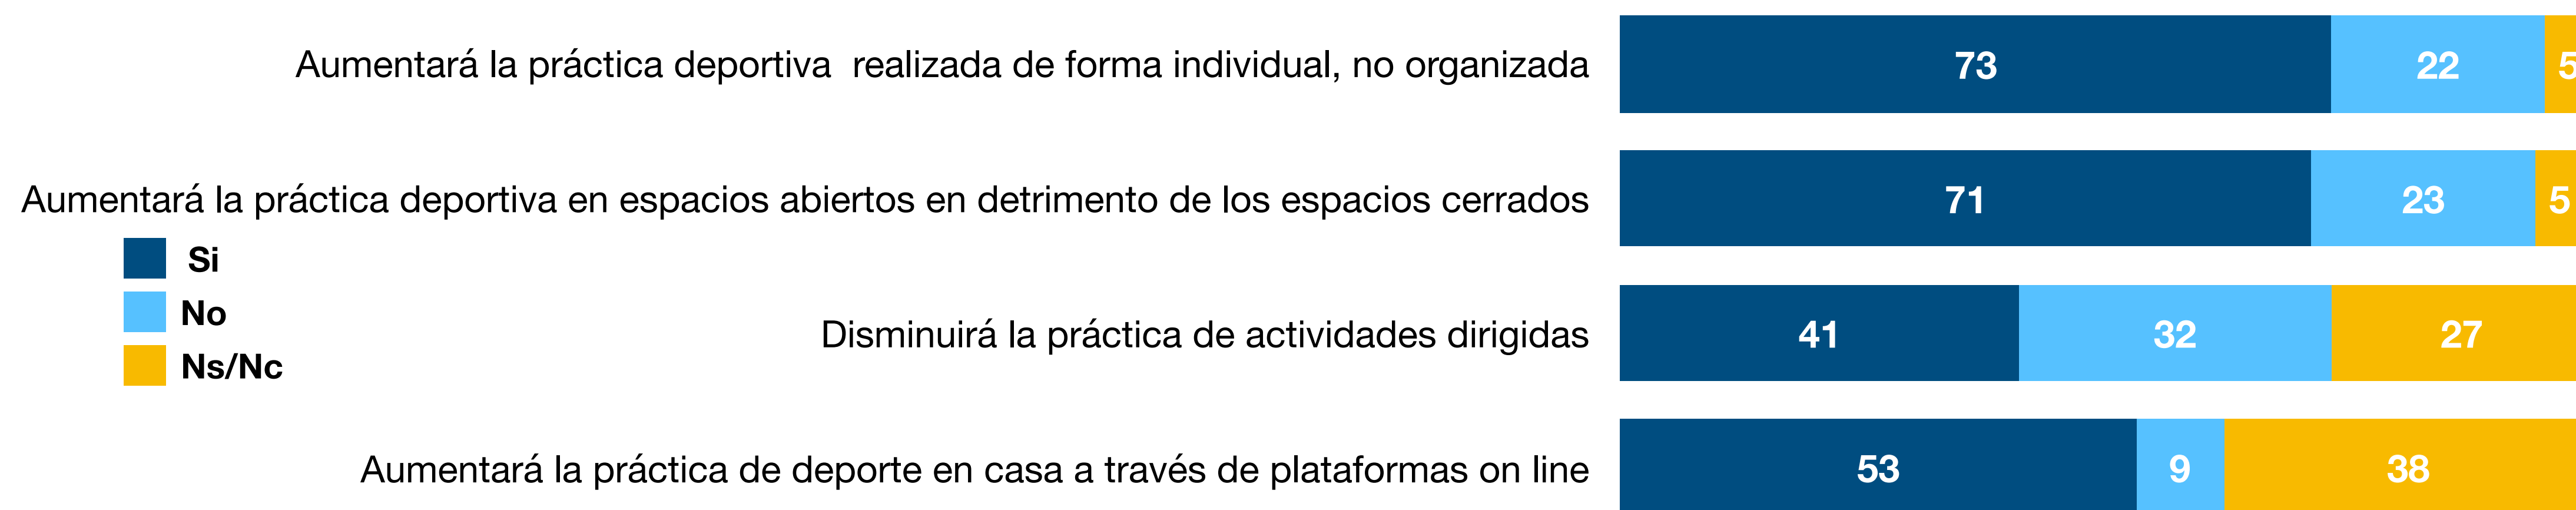 Aumentará la práctica deportiva  realizada de forma individual, no organizada 73 22 5
Aumentará la práctica deportiva en espacios abiertos en detrimento de los espacios cerrados 71 23 5
Si
No
Ns/Nc
Disminuirá la práctica de actividades dirigidas 41 32 27
Aumentará la práctica de deporte en casa a través de plataformas on line 53 9 38